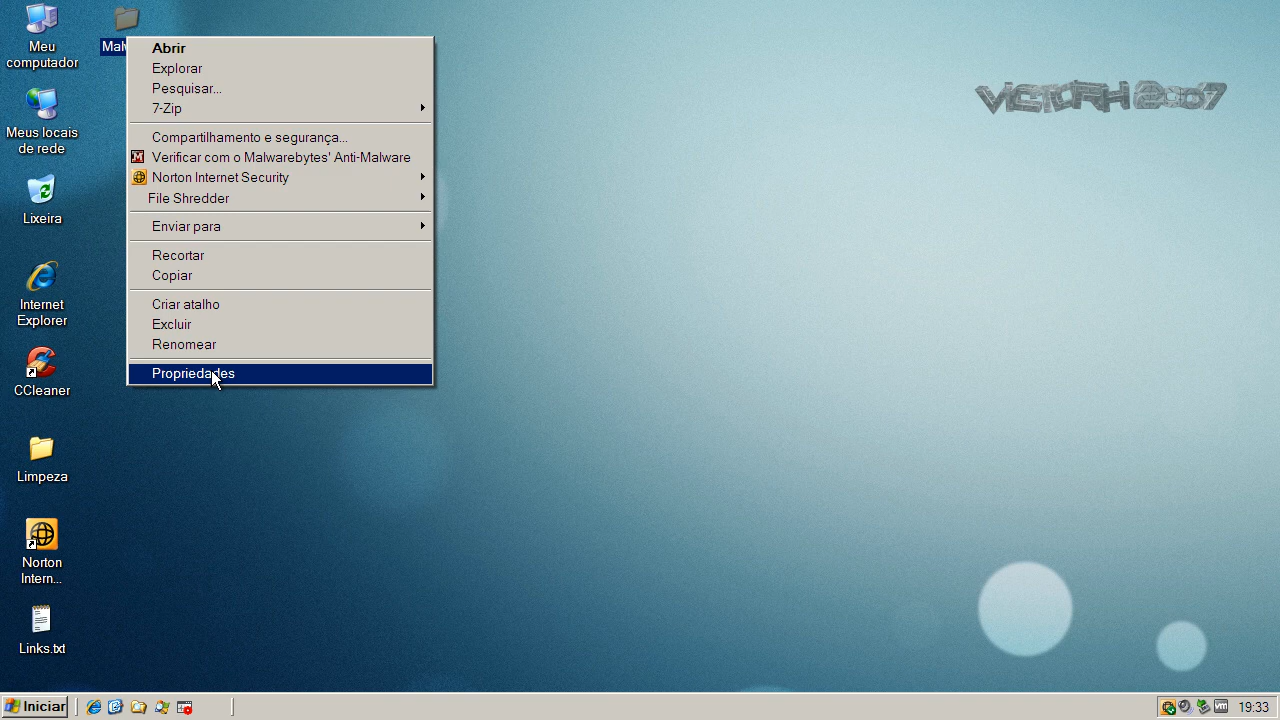 Meu
computador
Meus locais
de rede
Lixeira
Internet
Explorer
CCleaner
Limpeza
Norton
Intern...
Links.txt
Abrir
Explorar
Pesquisar...
7-Zip
Compartilhamento e segurança...
Verificar com o Malwarebytes' Anti-Malware
Norton Internet Security
File Shredder
Enviar para
Recortar
Copiar
Criar atalho
Excluir
Renomear
Propriedades
VICTORH 2007
Iniciar
19:33